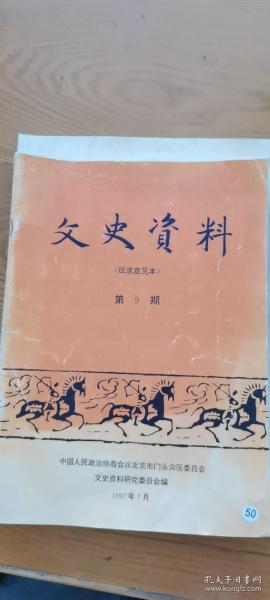 文史資料
（征求意见本）
第 9 期
中国人民政治协商会议北京市门头沟区委员会
文史资料研究委员会编
1997年7月
50
孔夫子旧书网